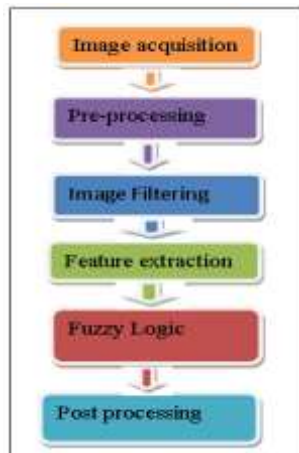 Image acquisition
Pre-processing
Image Filtering
Feature extraction
Fuzzy Logic
Post processing